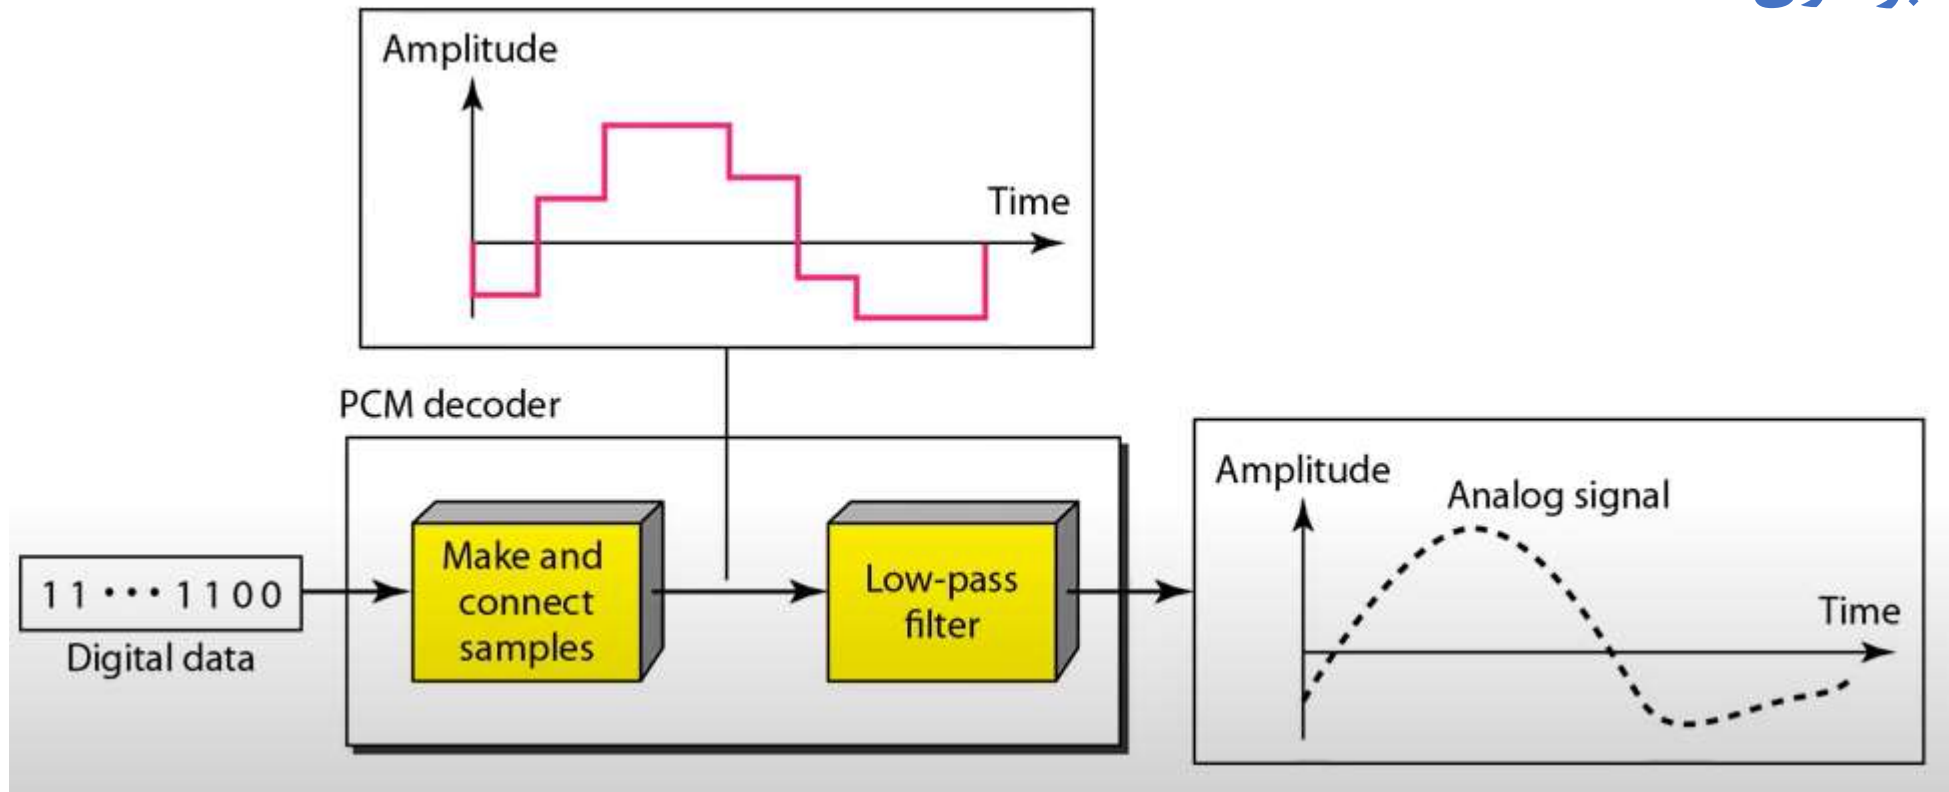 Amplitude
Time
PCM decoder
Make and
connect
samples
Low-pass
filter
11···1100
Digital data
Amplitude
Analog signal
Time